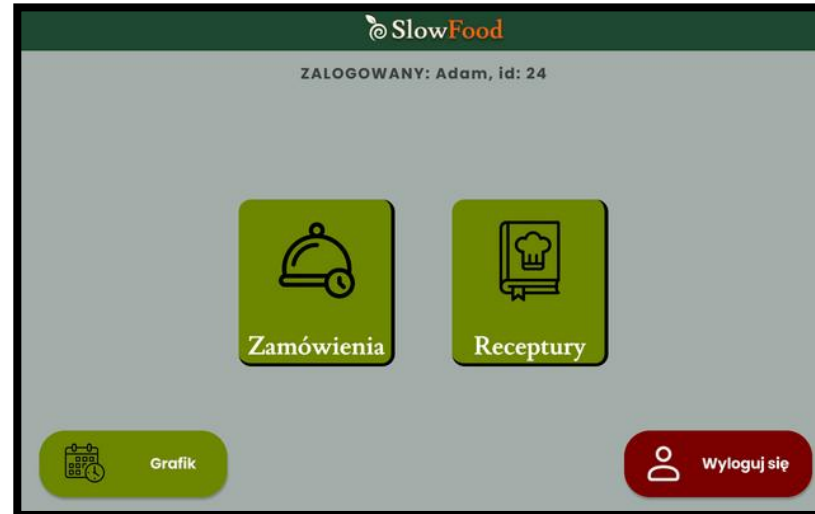 SlowFood
ZALOGOWANY: Adam, id: 24
Zamówienia
Receptury
Grafik
Wyloguj się